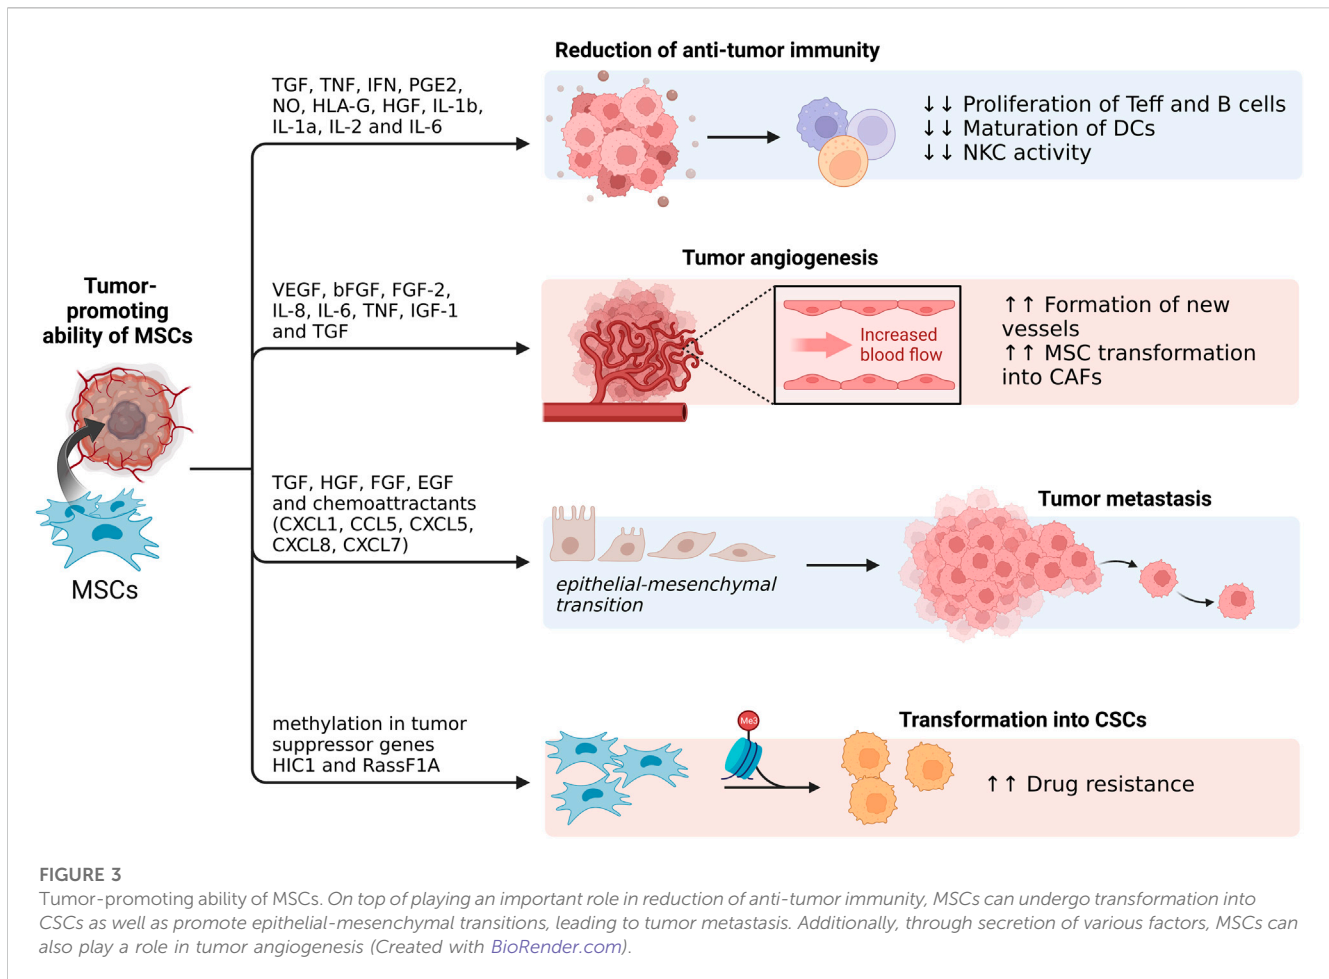 Tumor-
promoting
ability of MSCs
MSCs
TGF, TNF, IFN, PGE2,
NO, HLA-G, HGF, IL-1b,
IL-1a, IL-2 and IL-6
Reduction of anti-tumor immunity
↓↓ Proliferation of Teff and B cells
↓↓ Maturation of DCs
↓↓ NKC activity
VEGF, bFGF, FGF-2,
IL-8, IL-6, TNF, IGF-1
and TGF
Tumor angiogenesis
Increased
blood flow
↑↑ Formation of new
vessels
↑↑ MSC transformation
into CAFs
TGF, HGF, FGF, EGF
and chemoattractants
(CXCL1, CCL5, CXCL5,
CXCL8, CXCL7)
epithelial-mesenchymal
transition
Tumor metastasis
methylation in tumor
suppressor genes
HIC1 and RassF1A
Me3
Transformation into CSCs
↑↑ Drug resistance
FIGURE 3
Tumor-promoting ability of MSCs. On top of playing an important role in reduction of anti-tumor immunity, MSCs can undergo transformation into
CSCs as well as promote epithelial-mesenchymal transitions, leading to tumor metastasis. Additionally, through secretion of various factors, MSCs can
also play a role in tumor angiogenesis (Created with BioRender.com).